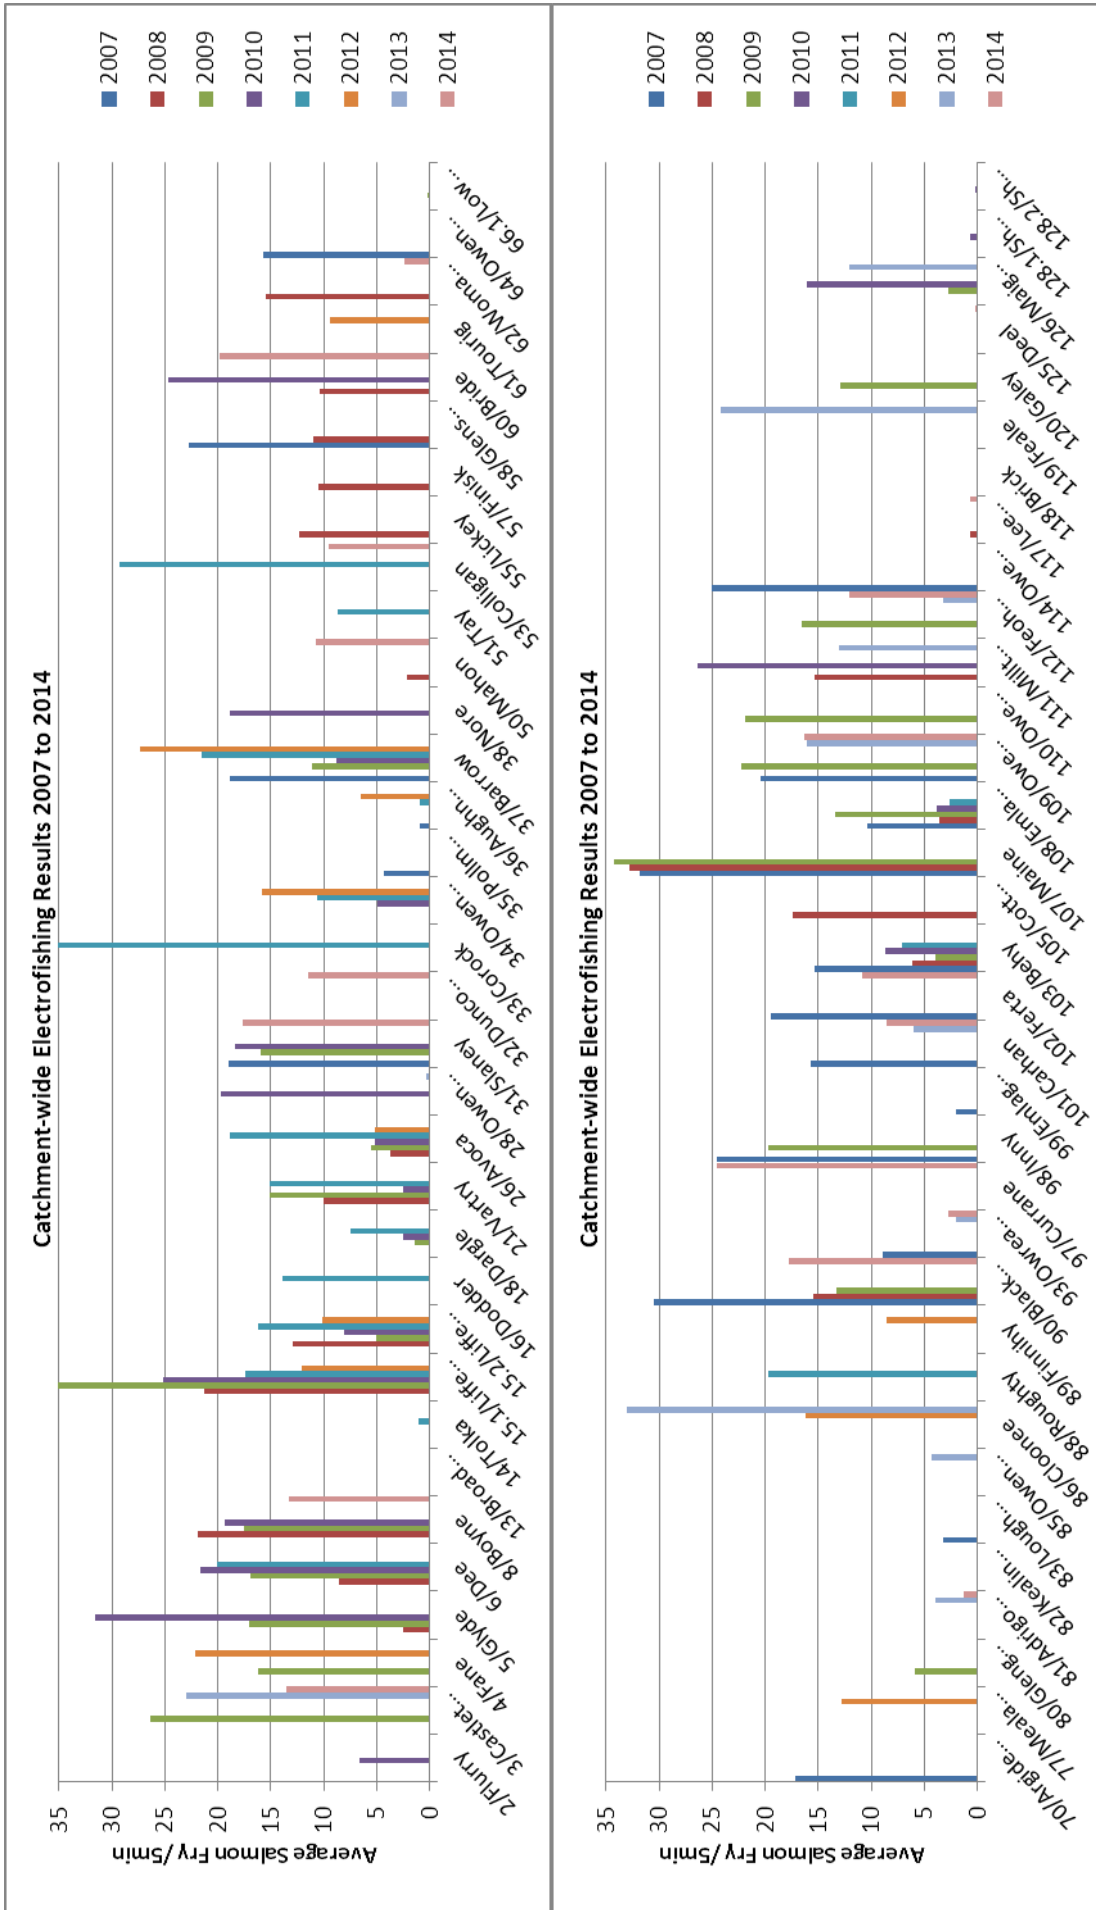 Catchment-wide Electrofishing Results 2007 to 2014
Average Salmon Fry /5min
35
30
25
20
15
10
5
0
2/Flurry
3/Castlet...
4/Fane
5/Glyde
6/Dee
8/Boyne
13/Broad...
14/Tolka
15.1/Liffe...
15.2/Liffe...
16/Dodder
18/Dargle
21/Vartry
26/Avoca
28/Owen...
31/Slaney
32/Dunco...
33/Corock
34/Owen...
35/Pollm...
36/Aughn...
37/Barrow
38/Nore
50/Mahon
51/Tay
53/Colligan
55/Lickey
57/Finisk
58/Glens...
60/Bride
61/Tourig
62/Woma...
64/Owen...
66.1/Low...
2007
2008
2009
2010
2011
2012
2013
2014
Catchment-wide Electrofishing Results 2007 to 2014
Average Salmon Fry /5min
35
30
25
20
15
10
5
0
70/Argide...
77/Meala...
80/Gleng...
81/Adrigo...
82/Kealin...
83/Lough...
85/Owen...
86/Cloonee
88/Roughty
89/Finnihy
90/Black...
93/Owrea...
97/Currane
98/Inny
99/Emlag...
101/Carhan
102/Ferta
103/Behy
105/Cott...
107/Maine
108/Emla...
109/Owe...
110/Owe...
111/Millt...
112/Feoh...
114/Owe...
117/Lee...
118/Brick
119/Feale
120/Galey
125/Deel
126/Maig...
128.1/Sh...
128.2/Sh...
2007
2008
2009
2010
2011
2012
2013
2014